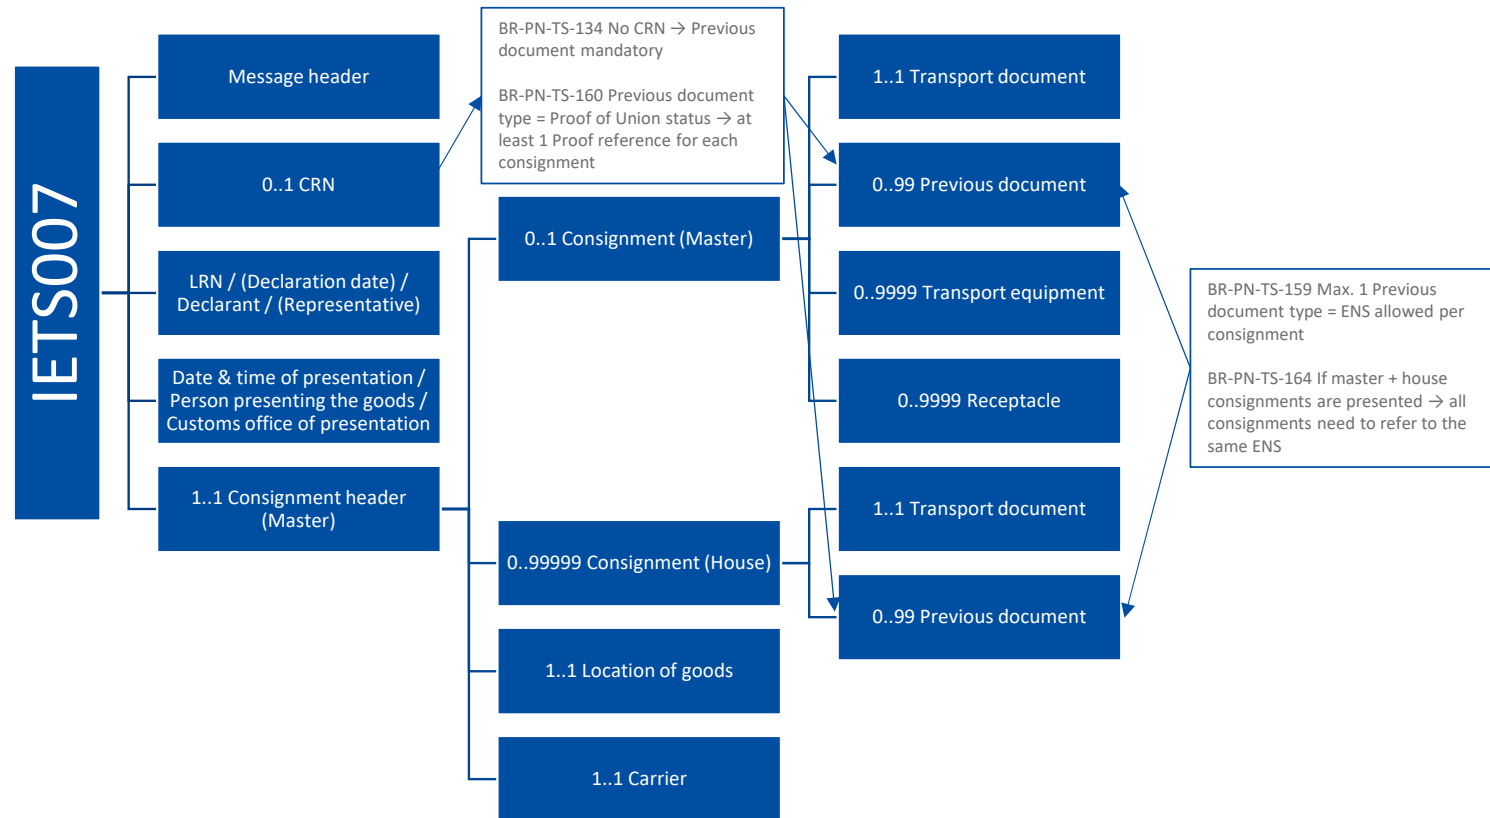 IETS007
Message header
0..1 CRN
LRN / (Declaration date) /
Declarant / (Representative)
Date & time of presentation /
Person presenting the goods /
Customs office of presentation
1..1 Consignment header
(Master)
BR-PN-TS-134 No CRN → Previous
document mandatory
BR-PN-TS-160 Previous document
type = Proof of Union status → at
least 1 Proof reference for each
consignment
0..1 Consignment (Master)
0..99999 Consignment (House)
1..1 Location of goods
1..1 Carrier
1..1 Transport document
0..99 Previous document
0..9999 Transport equipment
0..9999 Receptacle
1..1 Transport document
0..99 Previous document
BR-PN-TS-159 Max. 1 Previous
document type = ENS allowed per
consignment
BR-PN-TS-164 If master + house
consignments are presented → all
consignments need to refer to the
same ENS